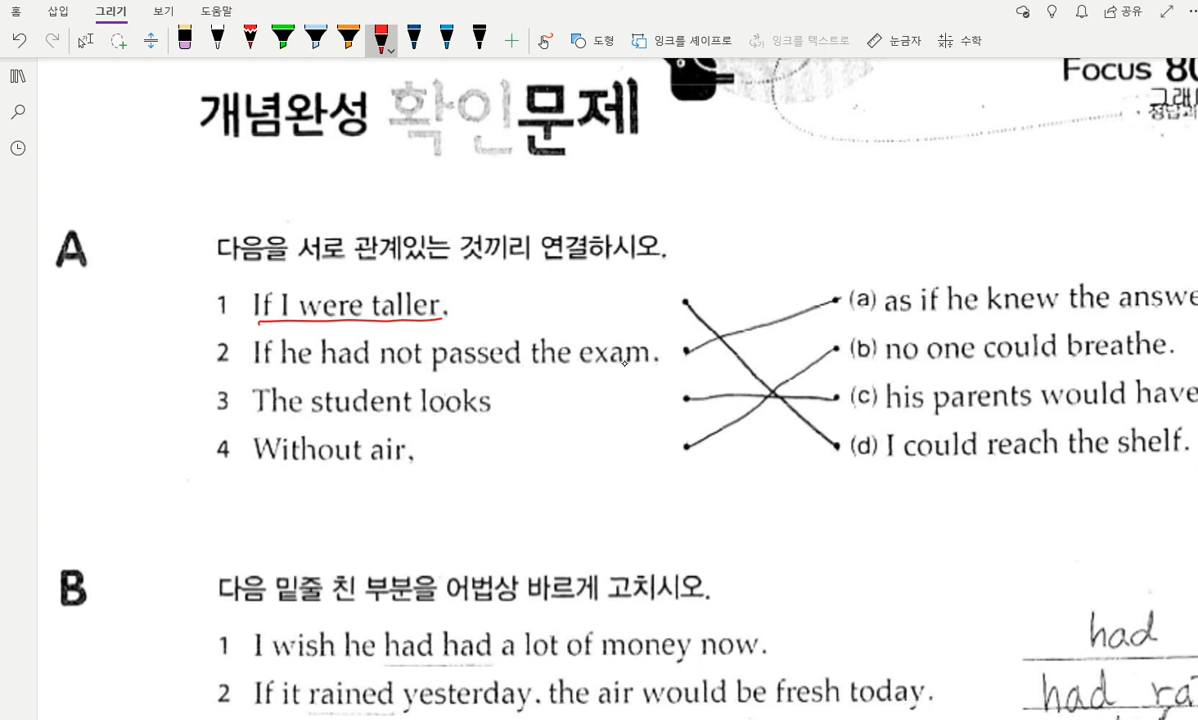 홈 삽입 그리기 보기 도움말
공유
도형 잉크를 셰이프로 잉크를 텍스트로 눈금자 수학
Focus
개념완성 확인문제
A 다음을 서로 관계있는 것끼리 연결하시오.
1 If I were taller,
(a) as if he knew the
2 If he had not passed the exam.
(b) no one could breathe.
3 The student looks
(c) his parents would have
4 Without air,
(d) I could reach the shelf.
B 다음 밑줄 친 부분을 어법상 바르게 고치시오.
1 I wish he had had a lot of money now.
had
2 If it rained yesterday. the air would be fresh today.
had